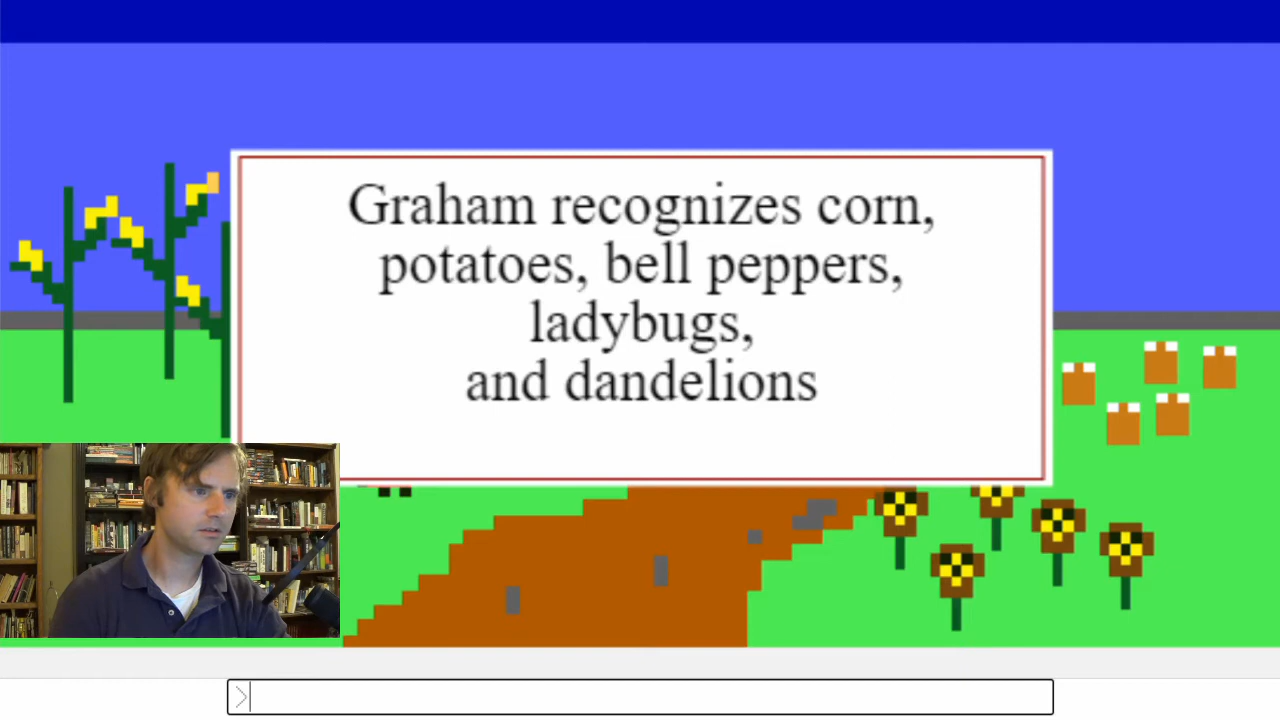 Graham recognizes corn,
potatoes, bell peppers,
ladybugs,
and dandelions
>